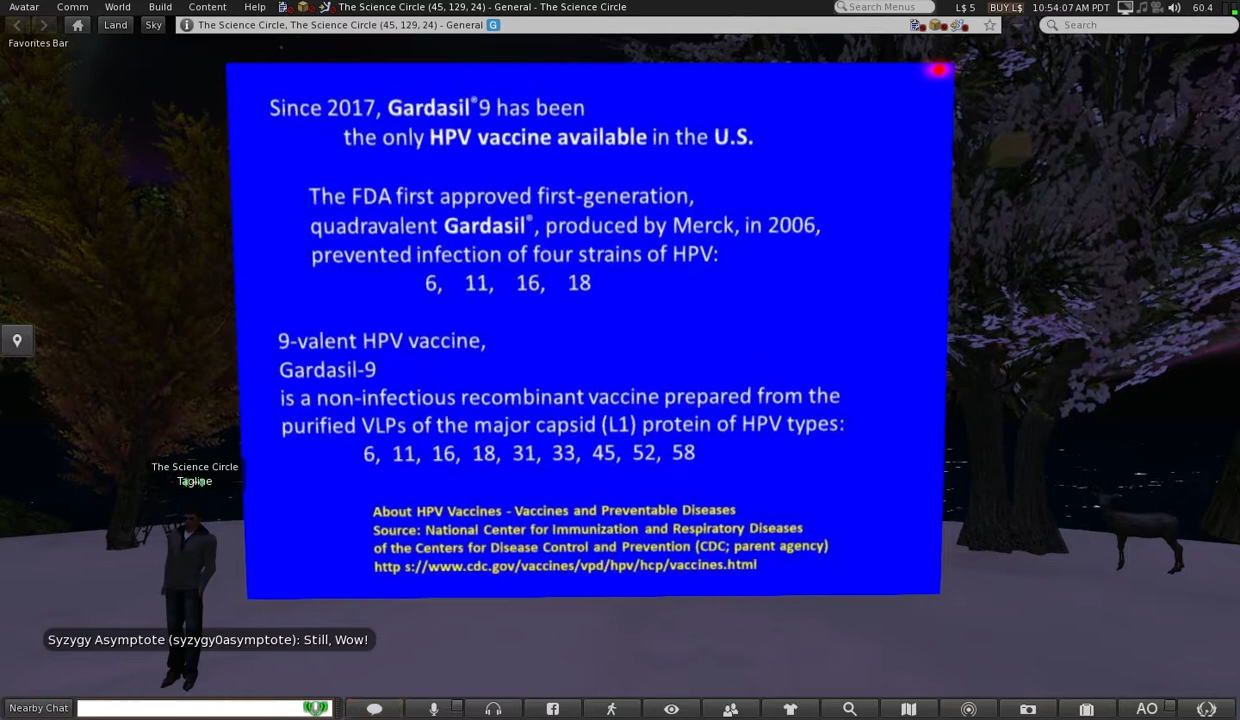 Avatar Comm World Build Content Help The Science Circle, The Science Circle (45, 129, 24) - General - The Science Circle Search Menus L$ 5 BUY L$ 10:54:07 AM PDT 60.4
Land Sky The Science Circle, The Science Circle (45, 129, 24) - General G Search
Favorites Bar
Since 2017, Gardasil®9 has been
the only HPV vaccine available in the U.S.
The FDA first approved first-generation,
quadravalent Gardasil®, produced by Merck, in 2006,
prevented infection of four strains of HPV:
6, 11, 16, 18
9-valent HPV vaccine,
Gardasil-9
is a non-infectious recombinant vaccine prepared from the
purified VLPs of the major capsid (L1) protein of HPV types:
6, 11, 16, 18, 31, 33, 45, 52, 58
About HPV Vaccines - Vaccines and Preventable Diseases
Source: National Center for Immunization and Respiratory Diseases
of the Centers for Disease Control and Prevention (CDC; parent agency)
http s://www.cdc.gov/vaccines/vpd/hpv/hcp/vaccines.html
The Science Circle
Tagline
Syzygy Asymptote (syzygy0asymptote): Still, Wow!
Nearby Chat AO